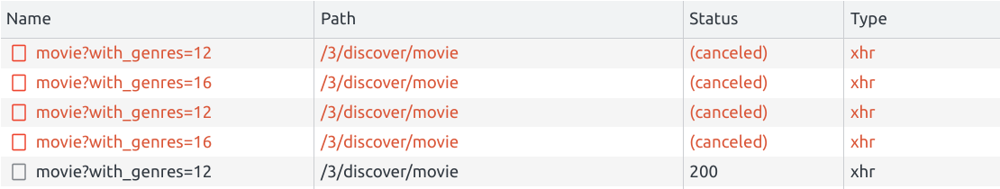 Name Path Status Type
movie?with_genres=12 /3/discover/movie (canceled) xhr
movie?with_genres=16 /3/discover/movie (canceled) xhr
movie?with_genres=12 /3/discover/movie (canceled) xhr
movie?with_genres=16 /3/discover/movie (canceled) xhr
movie?with_genres=12 /3/discover/movie 200 xhr